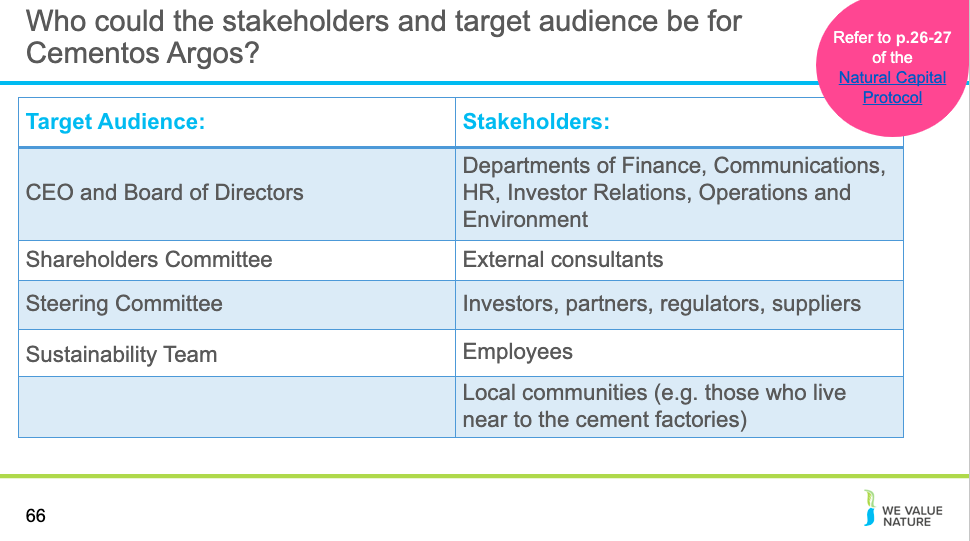 Who could the stakeholders and target audience be for
Cementos Argos?
Refer to p.26-27
of the
Natural Capital
Protocol
Target Audience:
Stakeholders:
CEO and Board of Directors
Departments of Finance, Communications,
HR, Investor Relations, Operations and
Environment
Shareholders Committee
External consultants
Steering Committee
Investors, partners, regulators, suppliers
Sustainability Team
Employees
Local communities (e.g. those who live
near to the cement factories)
66
WE VALUE
NATURE